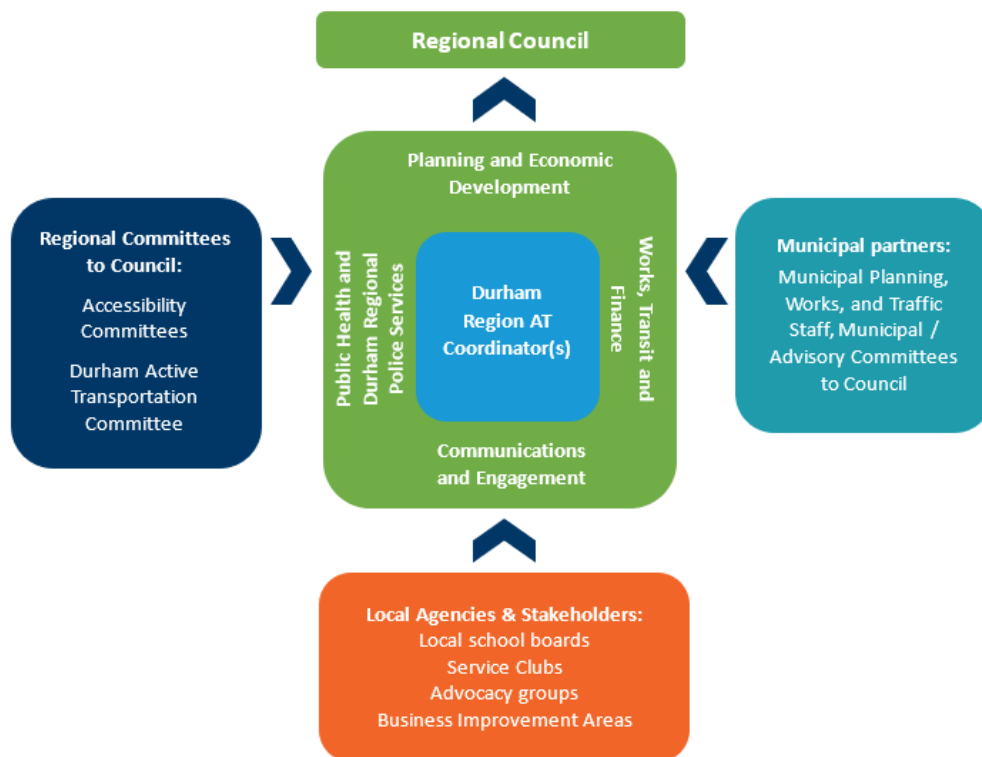 Regional Council
Planning and Economic
Development
Regional Committees
to Council:
Accessibility
Committees
Durham Active
Transportation
Committee
Public Health and
Durham Regional
Police Services
Durham
Region AT
Coordinator(s)
Works, Transit and
Finance
Municipal partners:
Municipal Planning,
Works, and Traffic
Staff, Municipal /
Advisory Committees
to Council
Communications
and Engagement
Local Agencies & Stakeholders:
Local school boards
Service Clubs
Advocacy groups
Business Improvement Areas